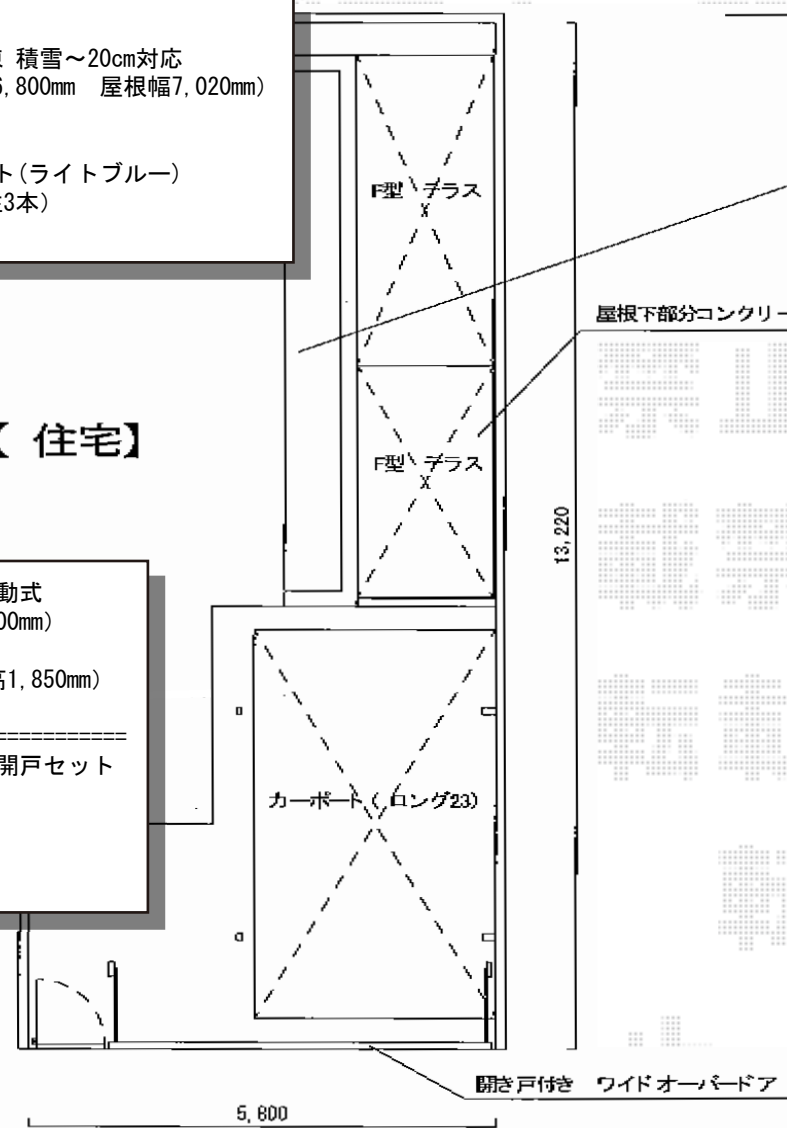 積雪~20cm対応
,800mm 屋根幅7,020mm)
ト(ライトブルー)
3本)
F型 テラス
屋根下部分コンクリー
【 住宅】
F型 テラス
13,220
動式
00mm)
高1,850mm)
============
開戸セット
カーポート(ロング23)
開き戸付き ワイドオーバードア
5,800